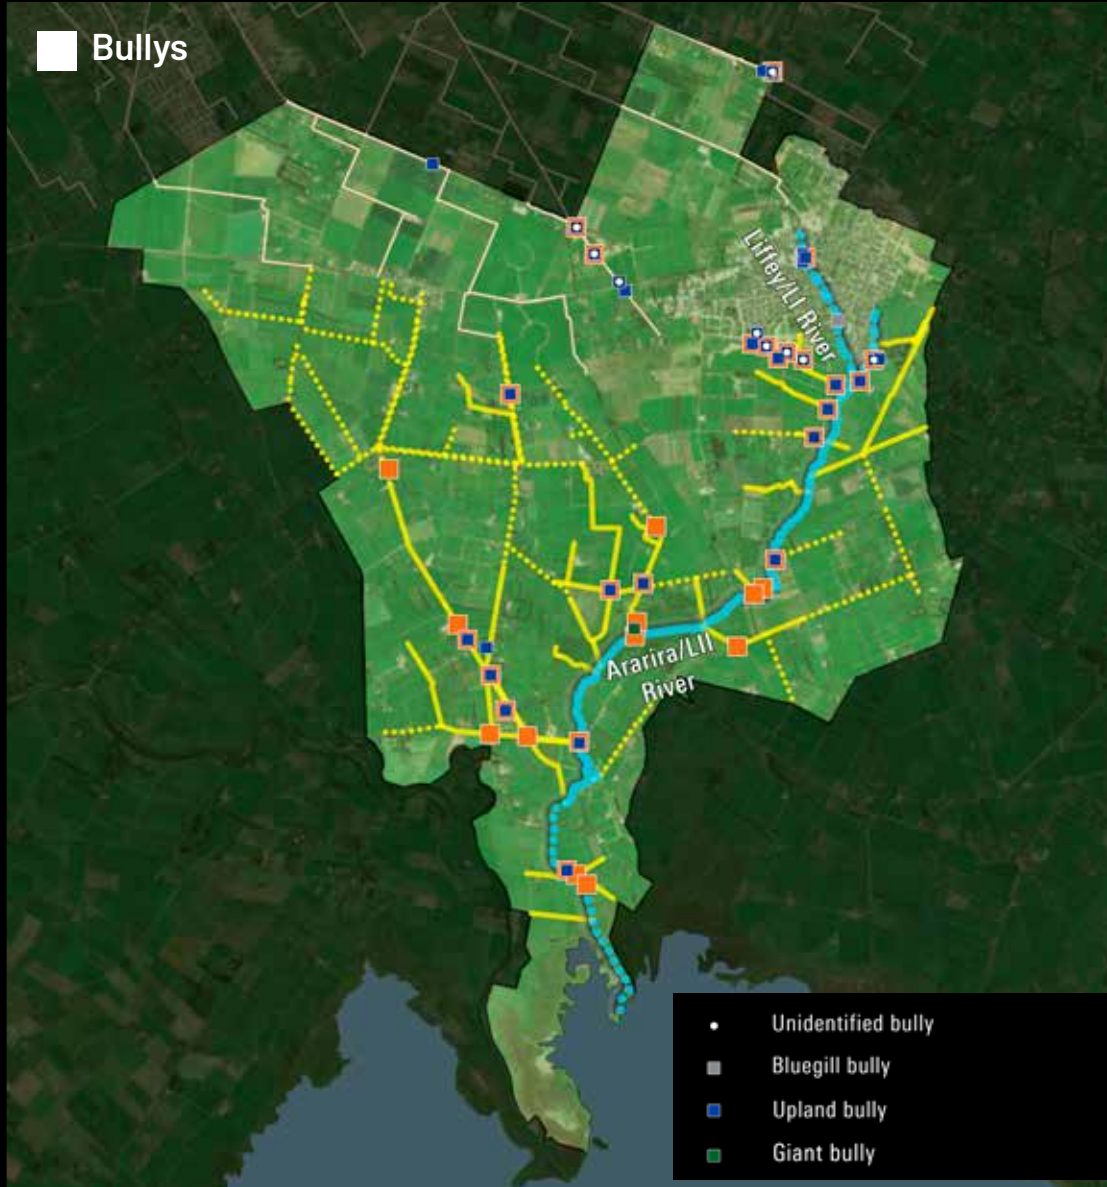 Bullys
Liffey/LI River
Ararira/LII
River
Unidentified bully
Bluegill bully
Upland bully
Giant bully